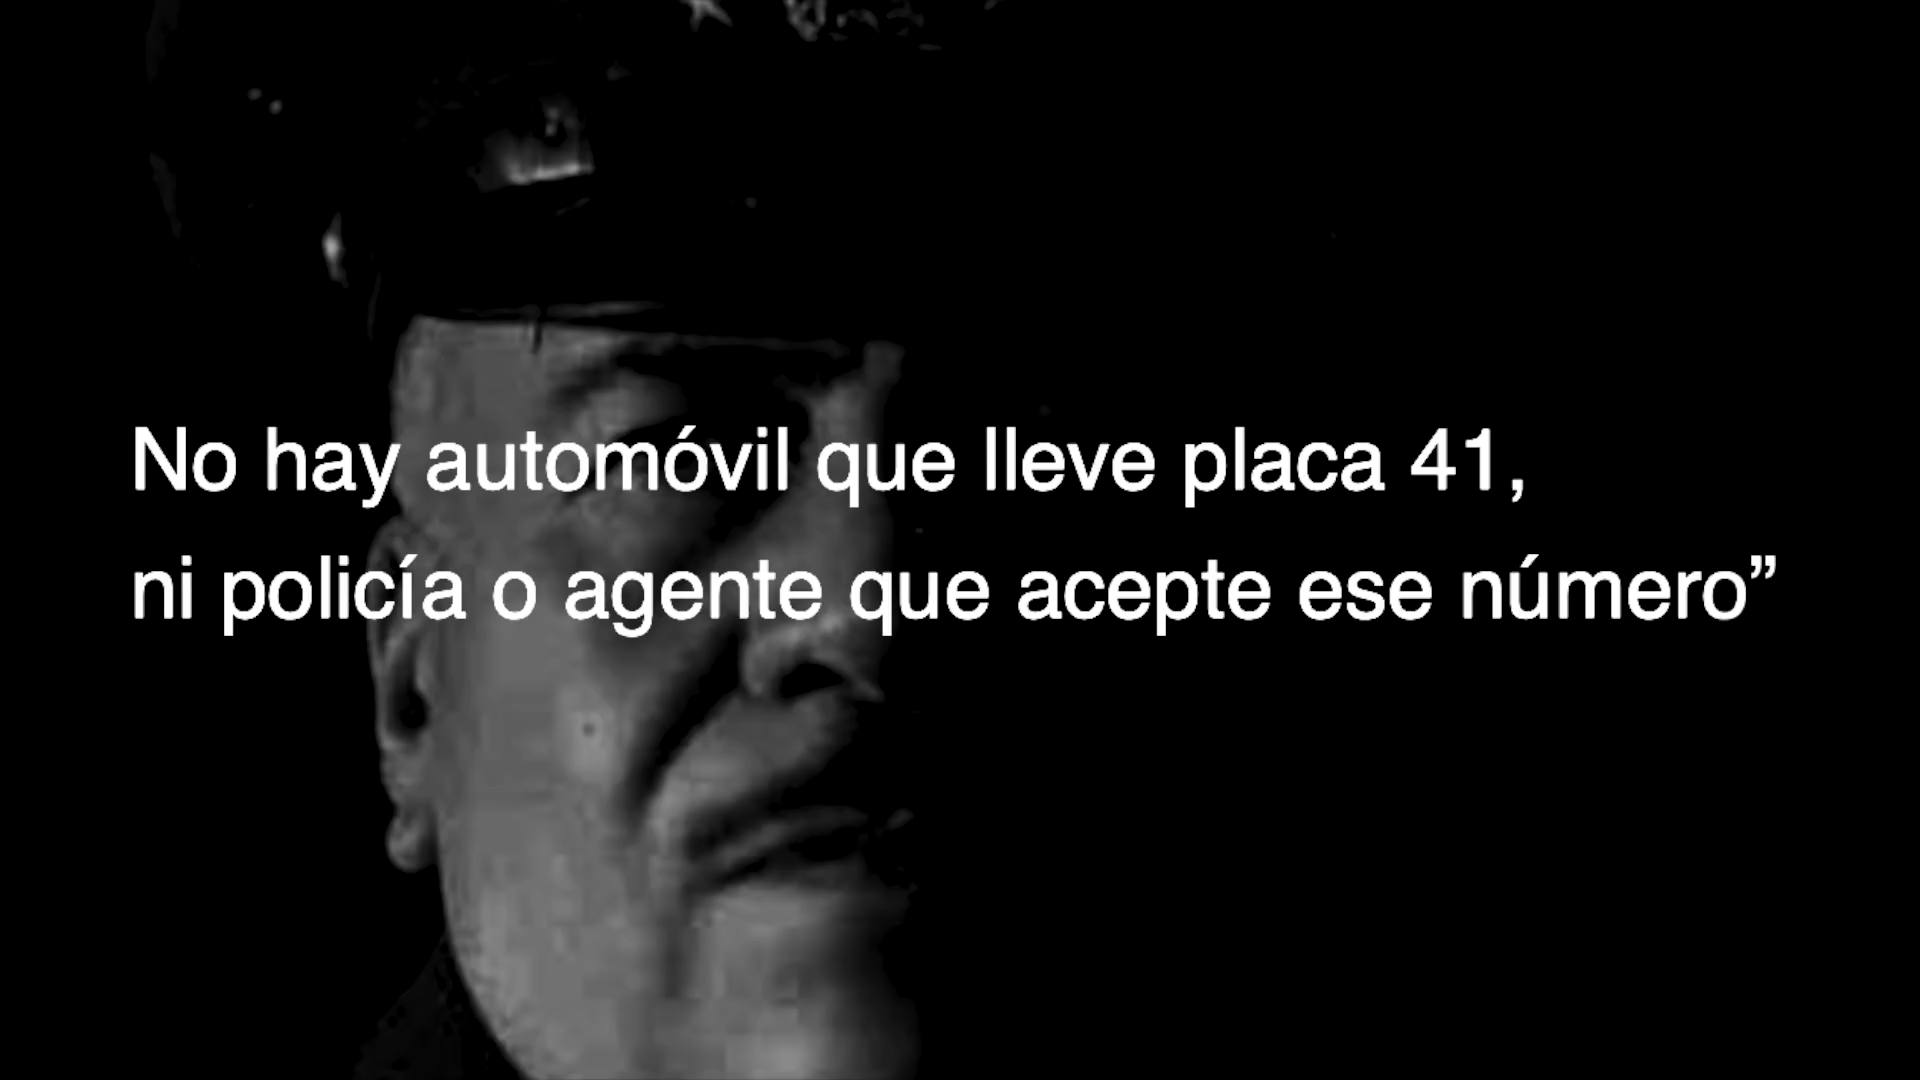 No hay automóvil que lleve placa 41,
ni policía o agente que acepte ese número”